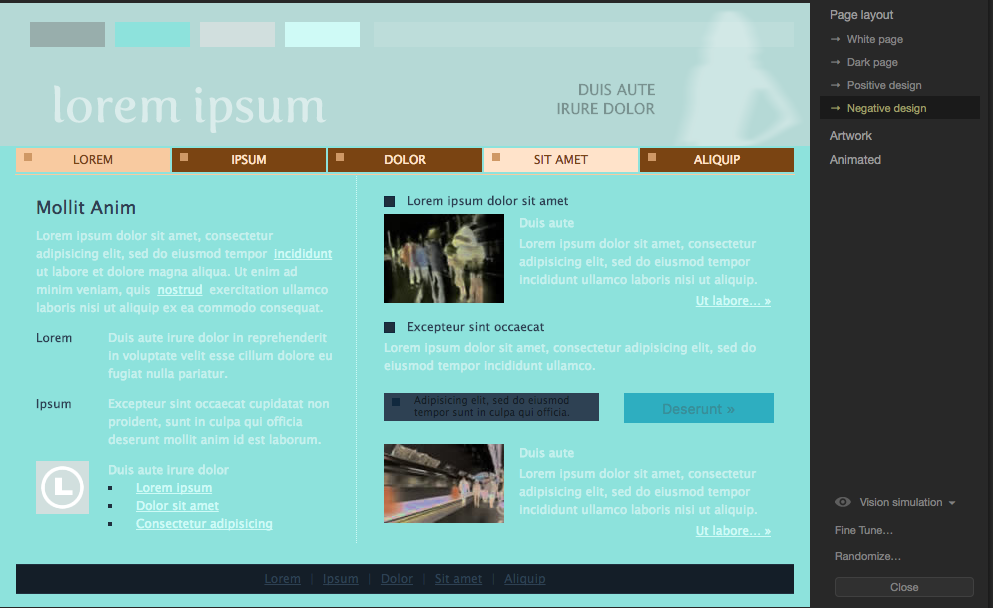 lorem ipsum
DUIS AUTE
IRURE DOLOR
LOREM
IPSUM
DOLOR
SIT AMET
ALIQUIP
Mollit Anim
Lorem ipsum dolor sit amet, consectetur
adipisicing elit, sed do eiusmod tempor incididunt
ut labore et dolore magna aliqua. Ut enim ad
minim veniam, quis nostrud exercitation ullamco
laboris nisi ut aliquip ex ea commodo consequat.
Lorem
Duis aute irure dolor in reprehenderit
in voluptate velit esse cillum dolore eu
fugiat nulla pariatur.
Ipsum
Excepteur sint occaecat cupidatat non
proident, sunt in culpa qui officia
deserunt mollit anim id est laborum.
Duis aute irure dolor
Lorem ipsum
Dolor sit amet
Consectetur adipisicing
Lorem ipsum dolor sit amet
Duis aute
Lorem ipsum dolor sit amet, consectetur
adipisicing elit, sed do eiusmod tempor
incididunt ullamco laboris nisi ut aliquip.
Ut labore... »
Excepteur sint occaecat
Lorem ipsum dolor sit amet, consectetur adipisicing elit, sed do
eiusmod tempor incididunt ullamco.
Adipisicing elit, sed do eiusmod
tempor sunt in culpa qui officia.
Deserunt »
Duis aute
Lorem ipsum dolor sit amet, consectetur
adipisicing elit, sed do eiusmod tempor
incididunt ullamco laboris nisi ut aliquip.
Ut labore... »
Lorem | Ipsum | Dolor | Sit amet | Aliquip
Page layout
→ White page
→ Dark page
→ Positive design
→ Negative design
Artwork
Animated
Vision simulation
Fine Tune...
Randomize...
Close